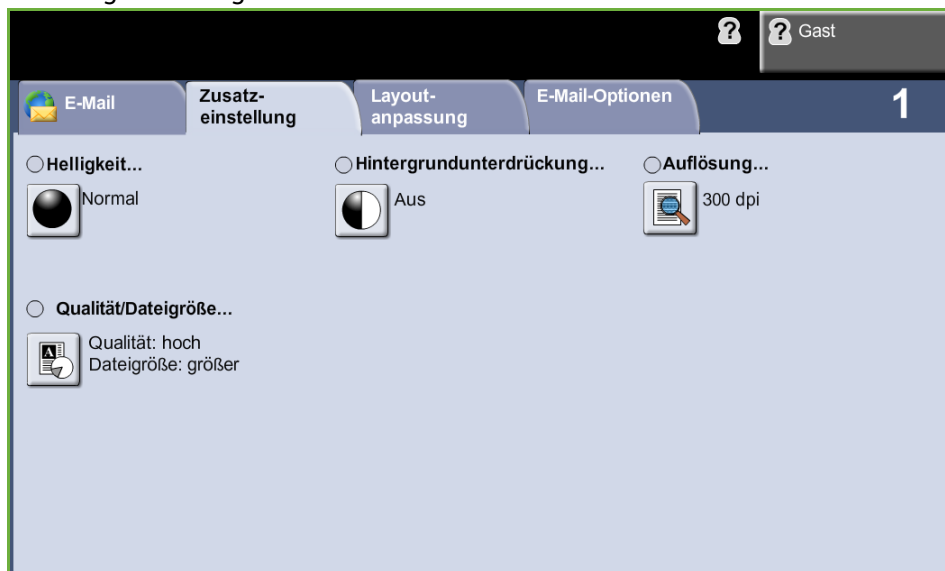 Gast
E-Mail
Zusatz-
einstellung
Layout-
anpassung
E-Mail-Optionen
1
Helligkeit...
Normal
Hintergrundunterdrückung...
Aus
Auflösung...
300 dpi
Qualität/Dateigröße...
Qualität: hoch
Dateigröße: größer